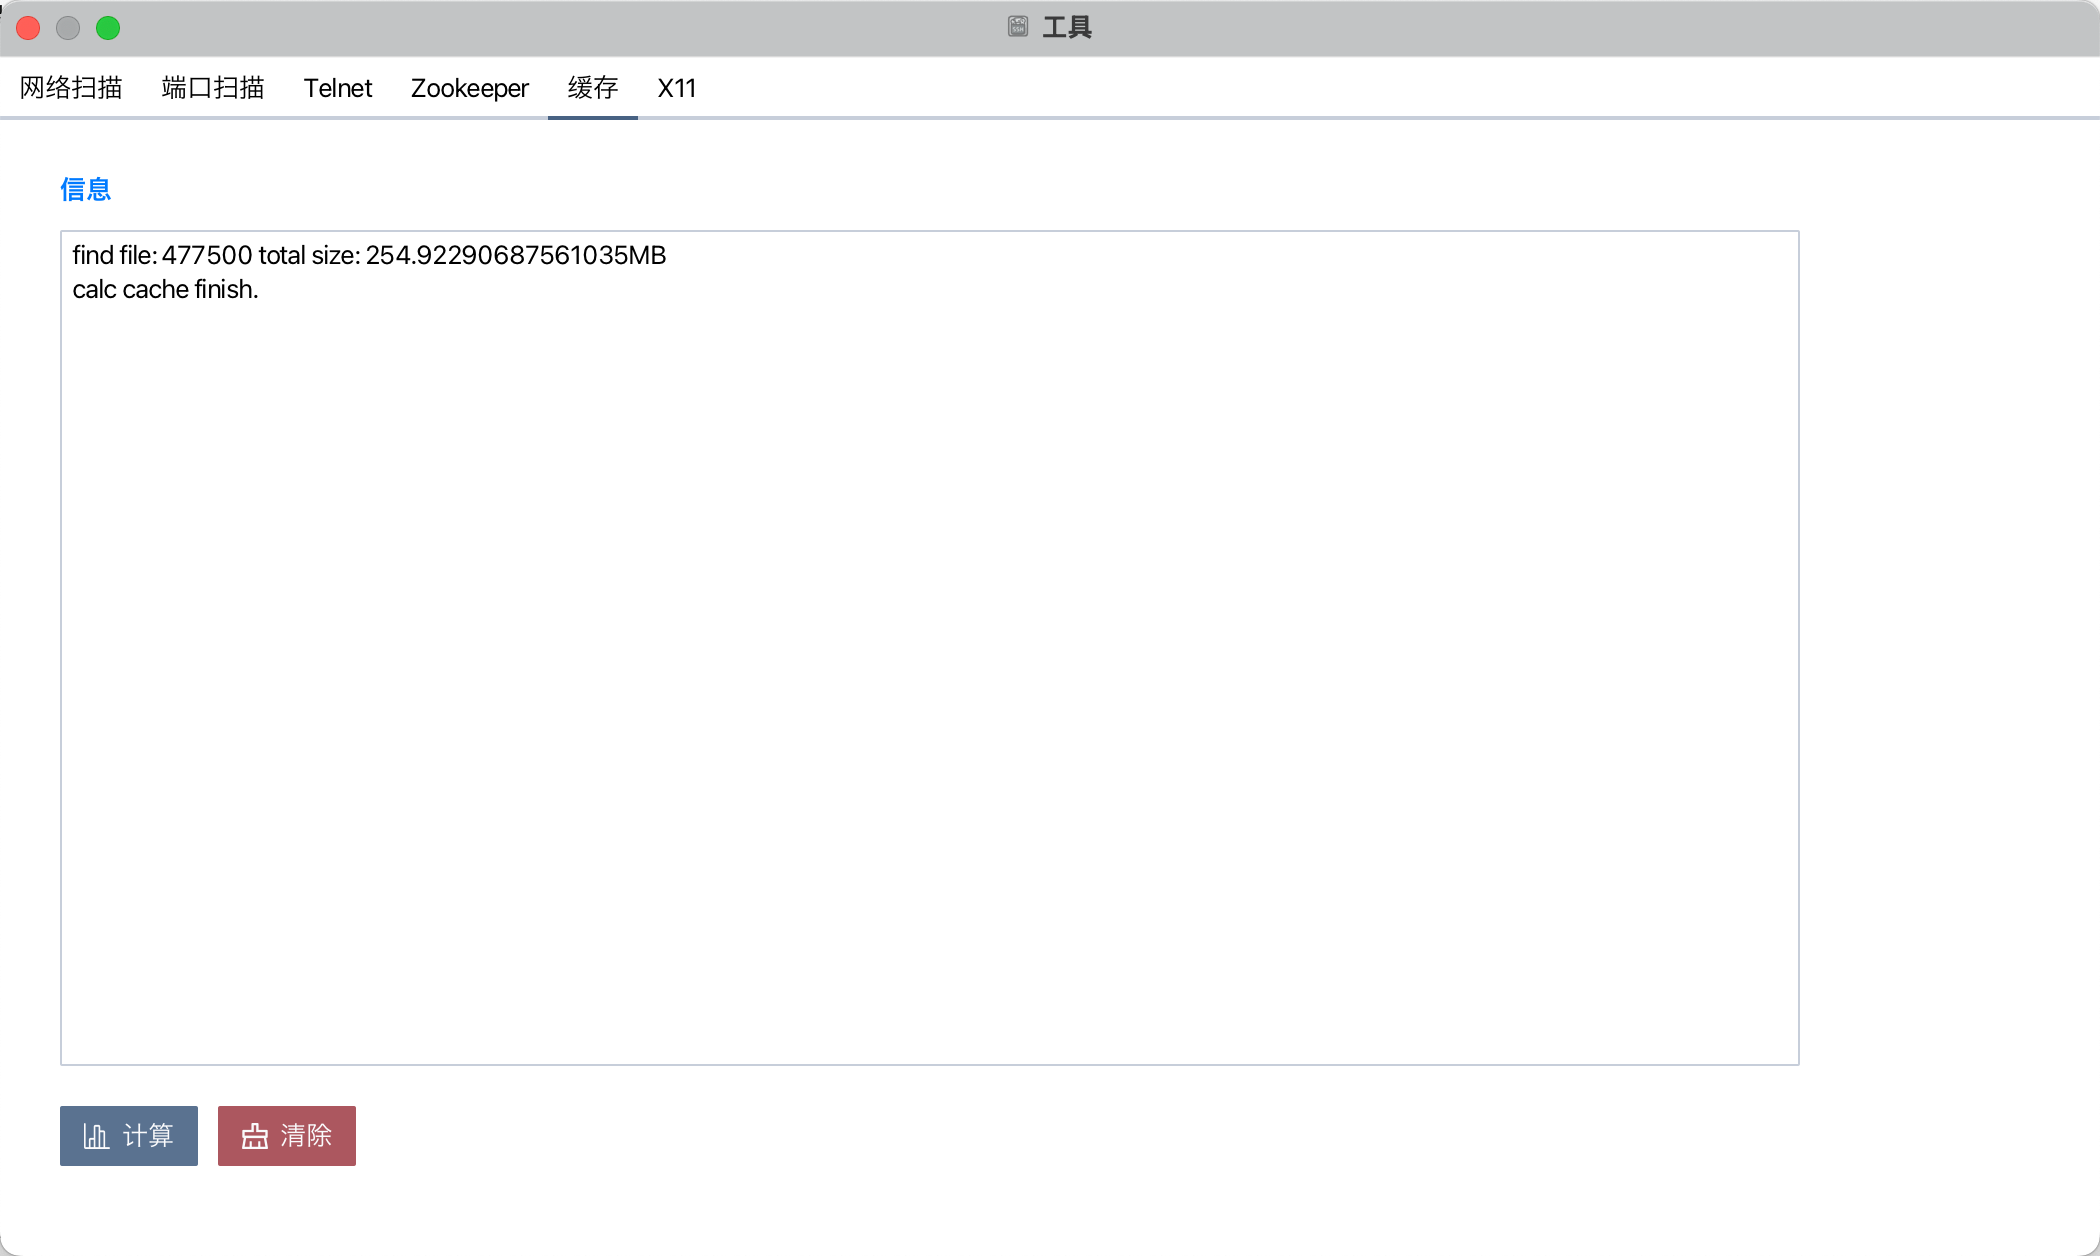 工具
网络扫描 端口扫描 Telnet Zookeeper 缓存 X11
信息
find file: 477500 total size: 254.92290687561035MB
calc cache finish.
计算 清除